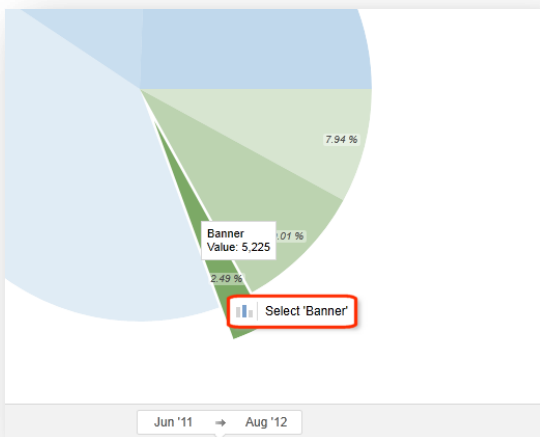 7.94 %
Banner
.01 %
Value: 5,225
2.49 %
Select 'Banner'
Jun '11 → Aug '12